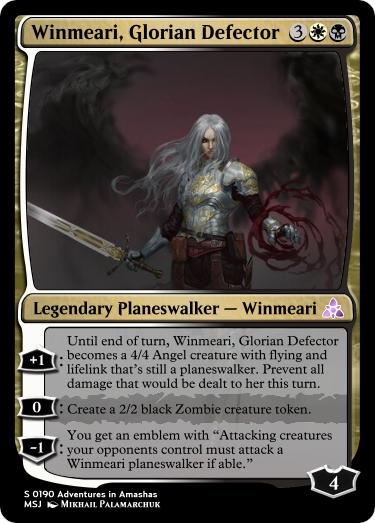 Winmeari, Glorian Defector 3
Legendary Planeswalker — Winmeari
+1 : Until end of turn, Winmeari, Glorian Defector
becomes a 4/4 Angel creature with flying and
lifelink that's still a planeswalker. Prevent all
damage that would be dealt to her this turn.
0 : Create a 2/2 black Zombie creature token.
-1 : You get an emblem with “Attacking creatures
your opponents control must attack a
Winmeari planeswalker if able.”
4
S 0190 Adventures in Amashas
MSJ Mikhail Palamarchuk